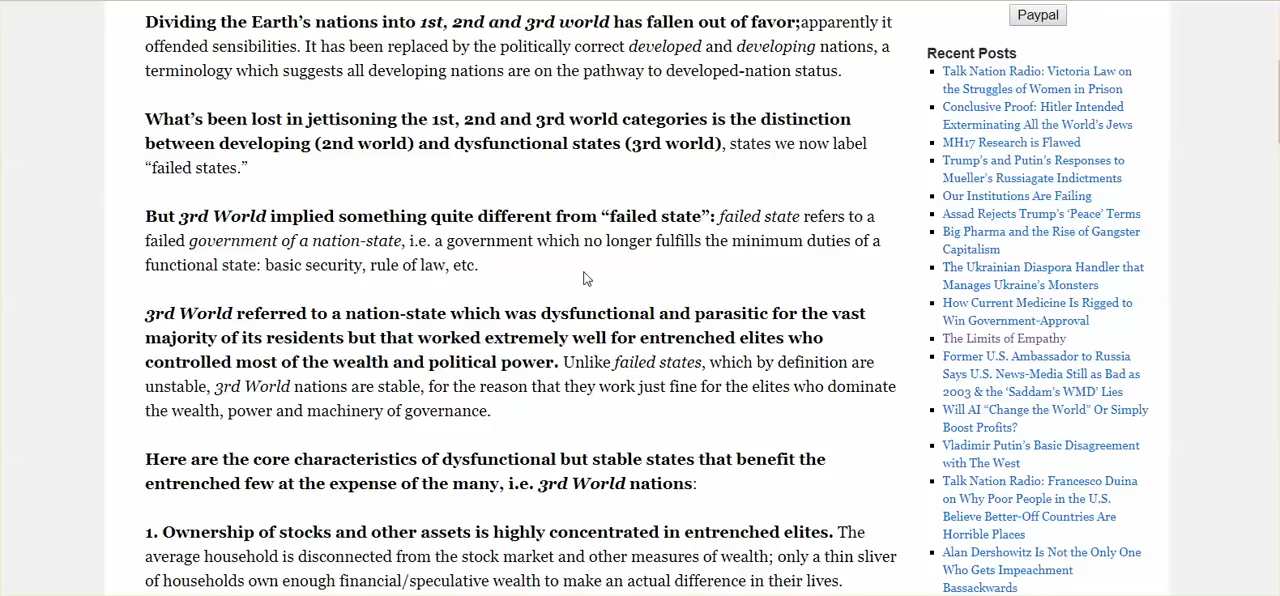 Dividing the Earth’s nations into 1st, 2nd and 3rd world has fallen out of favor;apparently it
offended sensibilities. It has been replaced by the politically correct developed and developing nations, a
terminology which suggests all developing nations are on the pathway to developed-nation status.
What’s been lost in jettisoning the 1st, 2nd and 3rd world categories is the distinction
between developing (2nd world) and dysfunctional states (3rd world), states we now label
“failed states.”
But 3rd World implied something quite different from “failed state”: failed state refers to a
failed government of a nation-state, i.e. a government which no longer fulfills the minimum duties of a
functional state: basic security, rule of law, etc.
3rd World referred to a nation-state which was dysfunctional and parasitic for the vast
majority of its residents but that worked extremely well for entrenched elites who
controlled most of the wealth and political power. Unlike failed states, which by definition are
unstable, 3rd World nations are stable, for the reason that they work just fine for the elites who dominate
the wealth, power and machinery of governance.
Here are the core characteristics of dysfunctional but stable states that benefit the
entrenched few at the expense of the many, i.e. 3rd World nations:
1. Ownership of stocks and other assets is highly concentrated in entrenched elites. The
average household is disconnected from the stock market and other measures of wealth; only a thin sliver
of households own enough financial/speculative wealth to make an actual difference in their lives.
Paypal
Recent Posts
Talk Nation Radio: Victoria Law on
the Struggles of Women in Prison
Conclusive Proof: Hitler Intended
Exterminating All the World’s Jews
MH17 Research is Flawed
Trump’s and Putin’s Responses to
Mueller’s Russiagate Indictments
Our Institutions Are Failing
Assad Rejects Trump’s ‘Peace’ Terms
Big Pharma and the Rise of Gangster
Capitalism
The Ukrainian Diaspora Handler that
Manages Ukraine’s Monsters
How Current Medicine Is Rigged to
Win Government-Approval
The Limits of Empathy
Former U.S. Ambassador to Russia
Says U.S. News-Media Still as Bad as
2003 & the ‘Saddam’s WMD’ Lies
Will AI “Change the World” Or Simply
Boost Profits?
Vladimir Putin’s Basic Disagreement
with The West
Talk Nation Radio: Francesco Duina
on Why Poor People in the U.S.
Believe Better-Off Countries Are
Horrible Places
Alan Dershowitz Is Not the Only One
Who Gets Impeachment
Bassackwards